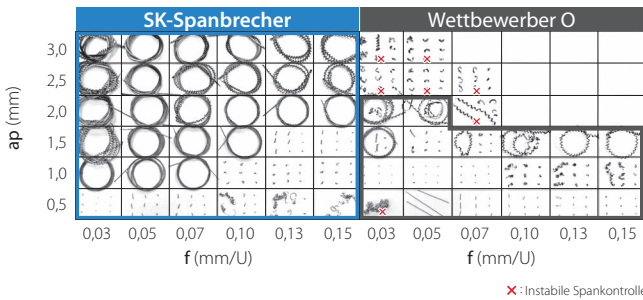 SK-Spanbrecher Wettbewerber O
3,0
2,5
2,0
1,5
1,0
0,5
ap (mm)
0,03 0,05 0,07 0,10 0,13 0,15 0,03 0,05 0,07 0,10 0,13 0,15
f (mm/U) f (mm/U)
× : Instabile Spankontrolle